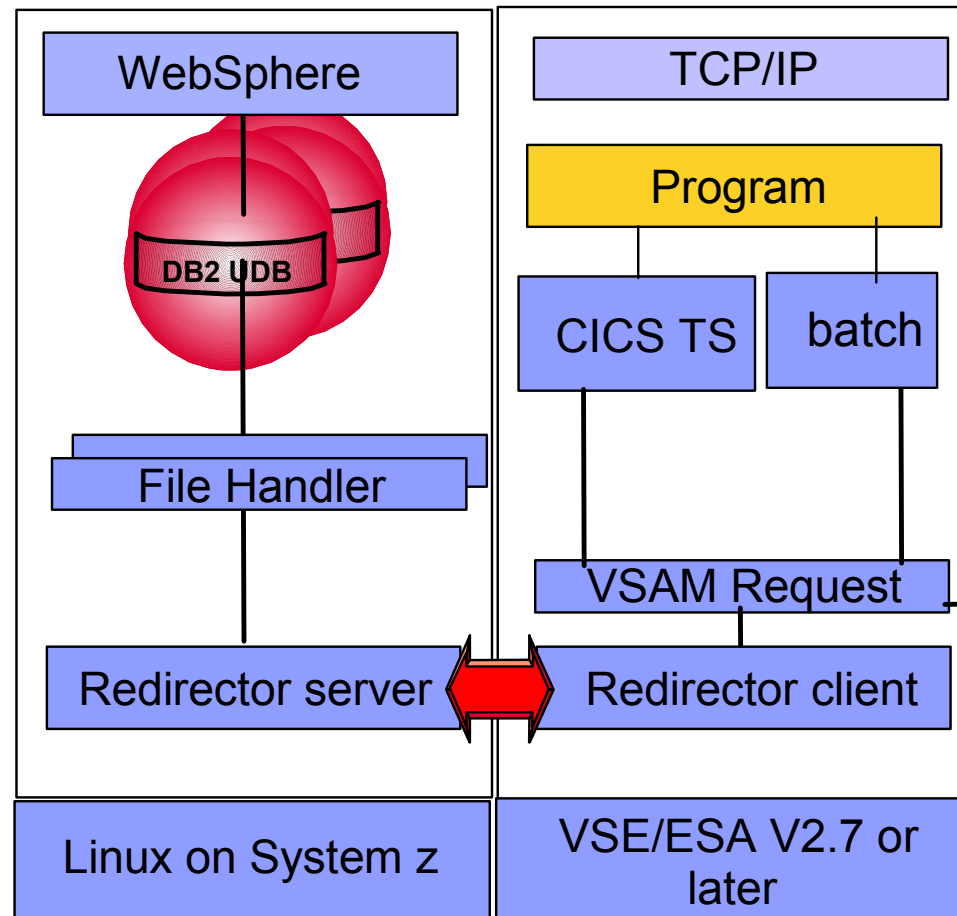 WebSphere
DB2 UDB
File Handler
Redirector server
Linux on System z
TCP/IP
Program
CICS TS
batch
VSAM Request
Redirector client
VSE/ESA V2.7 or
later